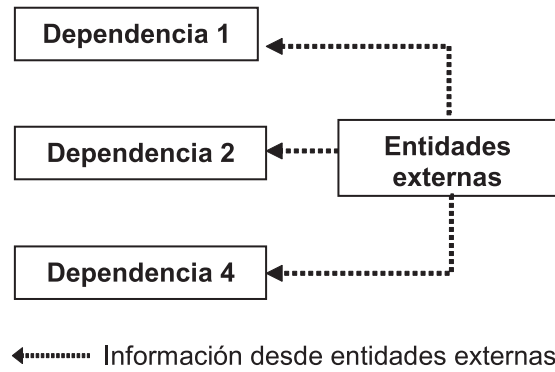 Dependencia 1
Dependencia 2
Entidades
externas
Dependencia 4
Información desde entidades externas